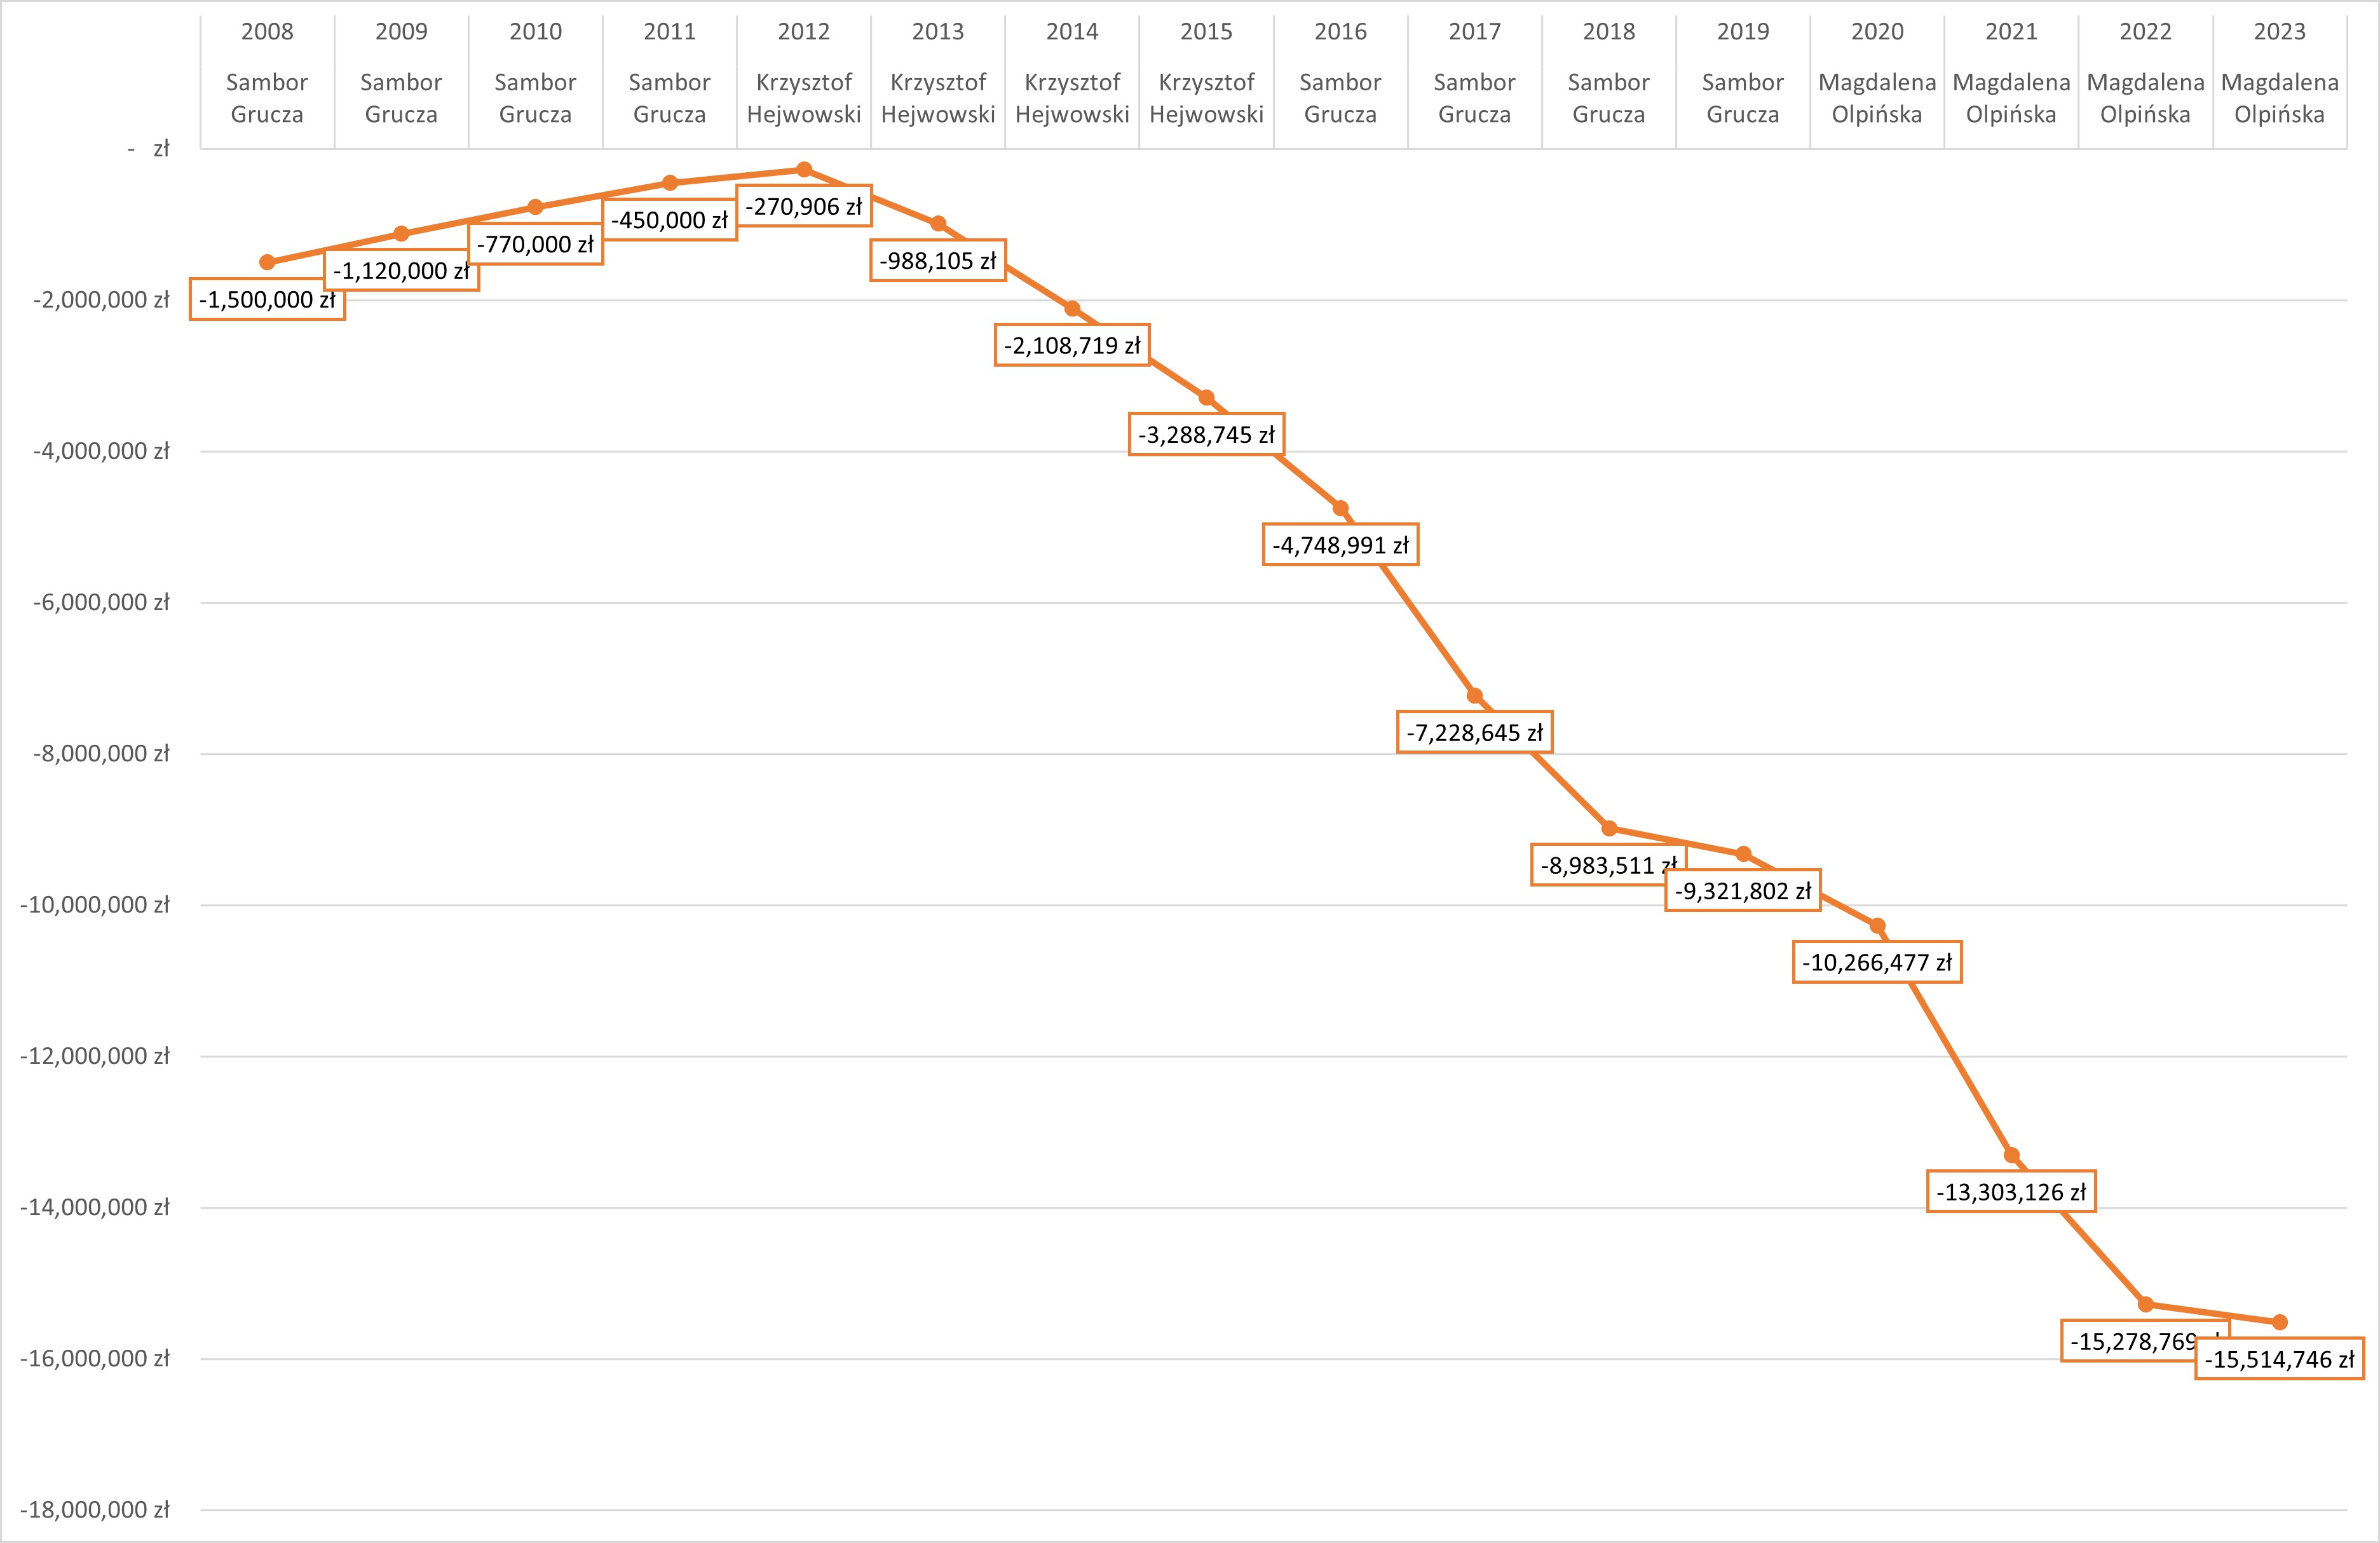 2008 2009 2010 2011 2012 2013 2014 2015 2016 2017 2018 2019 2020 2021 2022 2023
Sambor Sambor Sambor Sambor Krzysztof Krzysztof Krzysztof Krzysztof Sambor Sambor Sambor Sambor Magdalena Magdalena Magdalena Magdalena
Grucza Grucza Grucza Grucza Hejwowski Hejwowski Hejwowski Hejwowski Grucza Grucza Grucza Grucza Olpińska Olpińska Olpińska Olpińska
- zł
-270,906 zł
-450,000 zł
-770,000 zł
-988,105 zł
-1,120,000 zł
-1,500,000 zł
-2,000,000 zł
-2,108,719 zł
-3,288,745 zł
-4,000,000 zł
-4,748,991 zł
-6,000,000 zł
-7,228,645 zł
-8,000,000 zł
-8,983,511 zł
-9,321,802 zł
-10,000,000 zł
-10,266,477 zł
-12,000,000 zł
-13,303,126 zł
-14,000,000 zł
-15,278,769
-15,514,746 zł
-16,000,000 zł
-18,000,000 zł